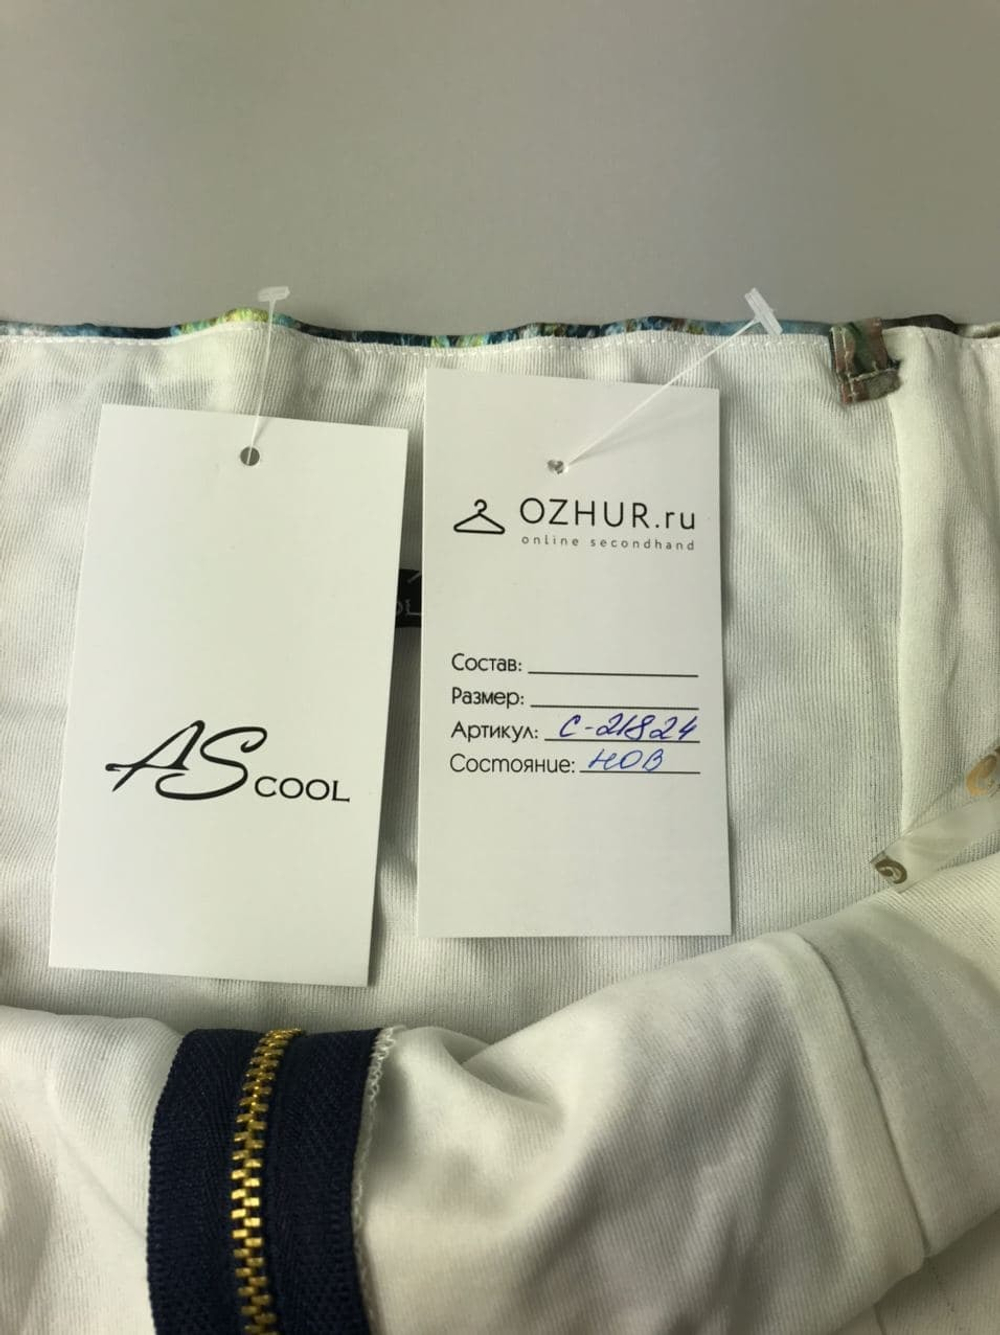 AS COOL
OZHUR.ru
online secondhand
Состав:
Размер:
Артикул: С-21824
Состояние: НОВ